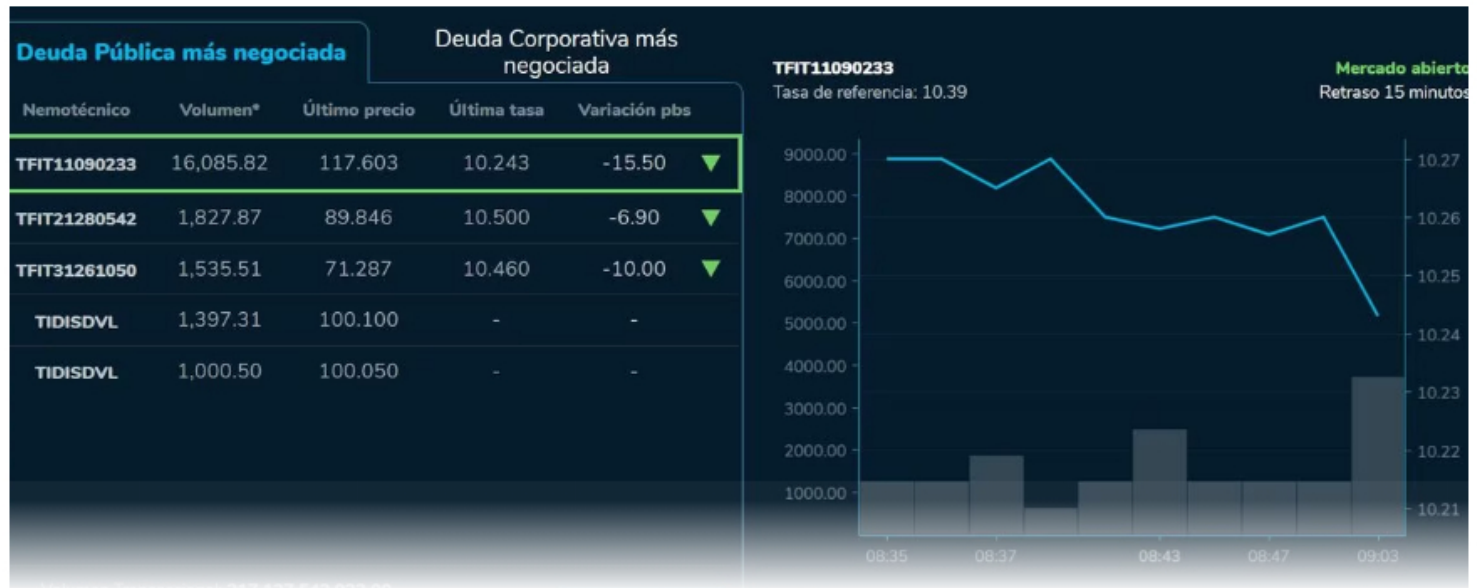 Deuda Pública más negociada
Deuda Corporativa más
negociada
Nemotécnico Volumen* Último precio Última tasa Variación pbs
TFIT11090233 16,085.82 117.603 10.243 -15.50 ▼
TFIT21280542 1,827.87 89.846 10.500 -6.90 ▼
TFIT31261050 1,535.51 71.287 10.460 -10.00 ▼
TIDISDVL 1,397.31 100.100 - -
TIDISDVL 1,000.50 100.050 - -
TFIT11090233
Mercado abierto
Tasa de referencia: 10.39
Retraso 15 minutos
9000.00
8000.00
7000.00
6000.00
5000.00
4000.00
3000.00
2000.00
1000.00
10.27
10.26
10.25
10.24
10.23
10.22
10.21
08:35 08:37 08:43 08:47 09:03